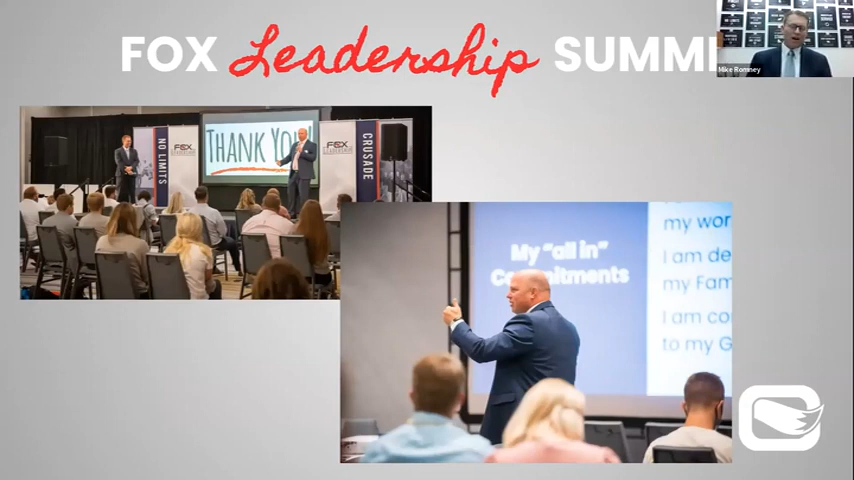 FOX Leadership SUMMI
Mike Romney
NO LIMITS
FOX
THANK YOU!
FOX
CRUSADE
My "all in"
Commitments
my wor
I am de
my Fam
I am co
to my G